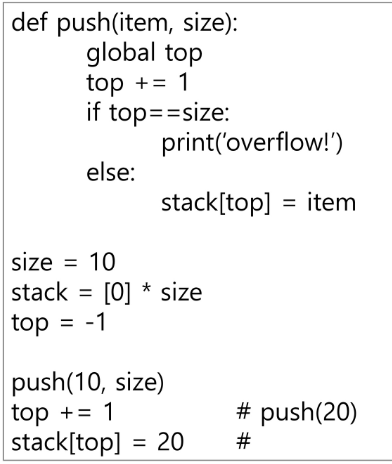 def push(item, size):
        global top
        top += 1
        if top==size:
                print('overflow!')
        else:
                stack[top] = item

size = 10
stack = [0] * size
top = -1

push(10, size)
top += 1              # push(20)
stack[top] = 20     #